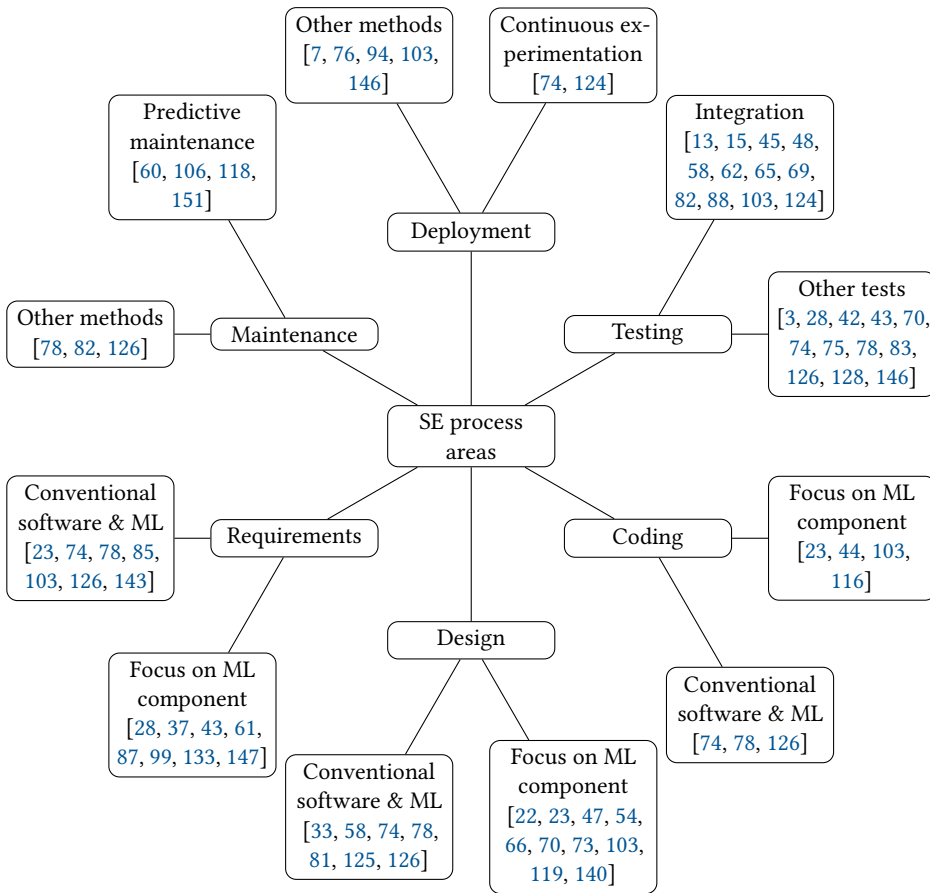 Other methods
[7, 76, 94, 103,
146]
Continuous ex-
perimentation
[74, 124]
Predictive
maintenance
[60, 106, 118,
151]
Integration
[13, 15, 45, 48,
58, 62, 65, 69,
82, 88, 103, 124]
Deployment
Other methods
[78, 82, 126]
Maintenance
Testing
Other tests
[3, 28, 42, 43, 70,
74, 75, 78, 83,
126, 128, 146]
SE process
areas
Conventional
software & ML
[23, 74, 78, 85,
103, 126, 143]
Requirements
Coding
Focus on ML
component
[23, 44, 103,
116]
Design
Focus on ML
component
[28, 37, 43, 61,
87, 99, 133, 147]
Conventional
software & ML
[33, 58, 74, 78,
81, 125, 126]
Focus on ML
component
[22, 23, 47, 54,
66, 70, 73, 103,
119, 140]
Conventional
software & ML
[74, 78, 126]